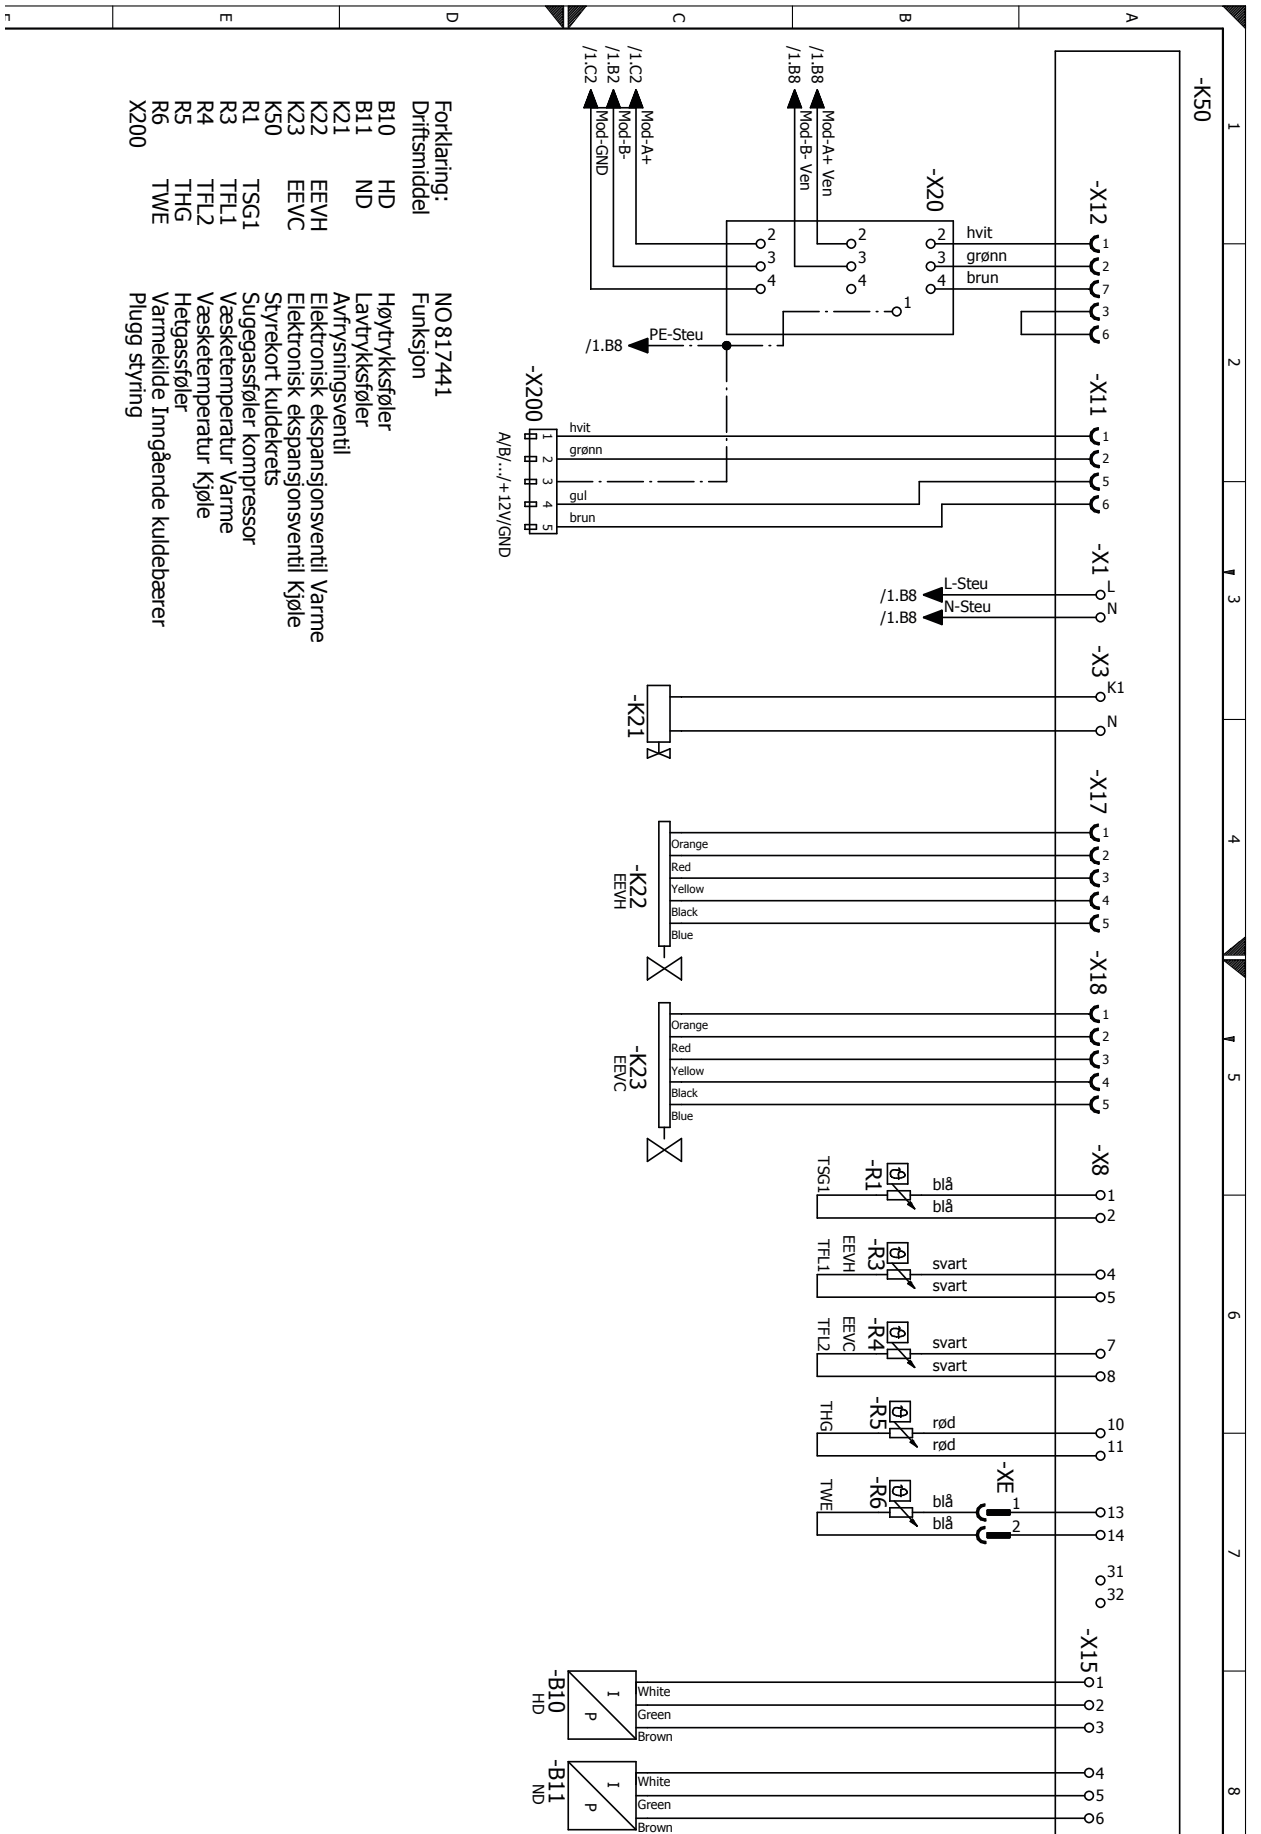 F
E
D
C
B
A
-K50
1
2
3
4
5
6
7
8
/1.C2
/1.B2
/1.C2
/1.B8
/1.B8
Mod-A+
Mod-B-
Mod-GND
Mod-A+ Ven
Mod-B- Ven
-X20
2
3
4
2
3
4
2
3
4
1
hvit
grønn
brun
-X12
1
2
7
3
6
PE-Steu
/1.B8
-X200
A/B/.../+12V/GND
1
2
3
4
5
hvit
grønn
gul
brun
-X11
1
2
5
6
-X1
L
N
L-Steu
N-Steu
/1.B8
/1.B8
-X3
K1
N
-K21
-X17
1
2
3
4
5
Orange
Red
Yellow
Black
Blue
-K22
EEVH
-X18
1
2
3
4
5
Orange
Red
Yellow
Black
Blue
-K23
EEVC
-X8
1
2
blå
blå
-R1
TSG1
4
5
svart
svart
-R3
EEVH
TFL1
7
8
svart
svart
-R4
EEVC
TFL2
10
11
rød
rød
-R5
THG
-XE
1
2
13
14
blå
blå
-R6
TWE
31
32
-X15
1
2
3
White
Green
Brown
I
P
-B10
HD
4
5
6
White
Green
Brown
I
P
-B11
ND
Forklaring: NO 817441
Driftsmiddel Funksjon
B10 HD Høytrykksføler
B11 ND Lavtrykksføler
K21 Avfrysningsventil
K22 EEVH Elektronisk ekspansjonsventil Varme
K23 EEVC Elektronisk ekspansjonsventil Kjøle
K50 Styrekort kuldekrets
R1 TSG1 Sugegassføler kompressor
R3 TFL1 Væsketemperatur Varme
R4 TFL2 Væsketemperatur Kjøle
R5 THG Hetgassføler
R6 TWE Varmekilde Inngående kuldebærer
X200 Plugg styring